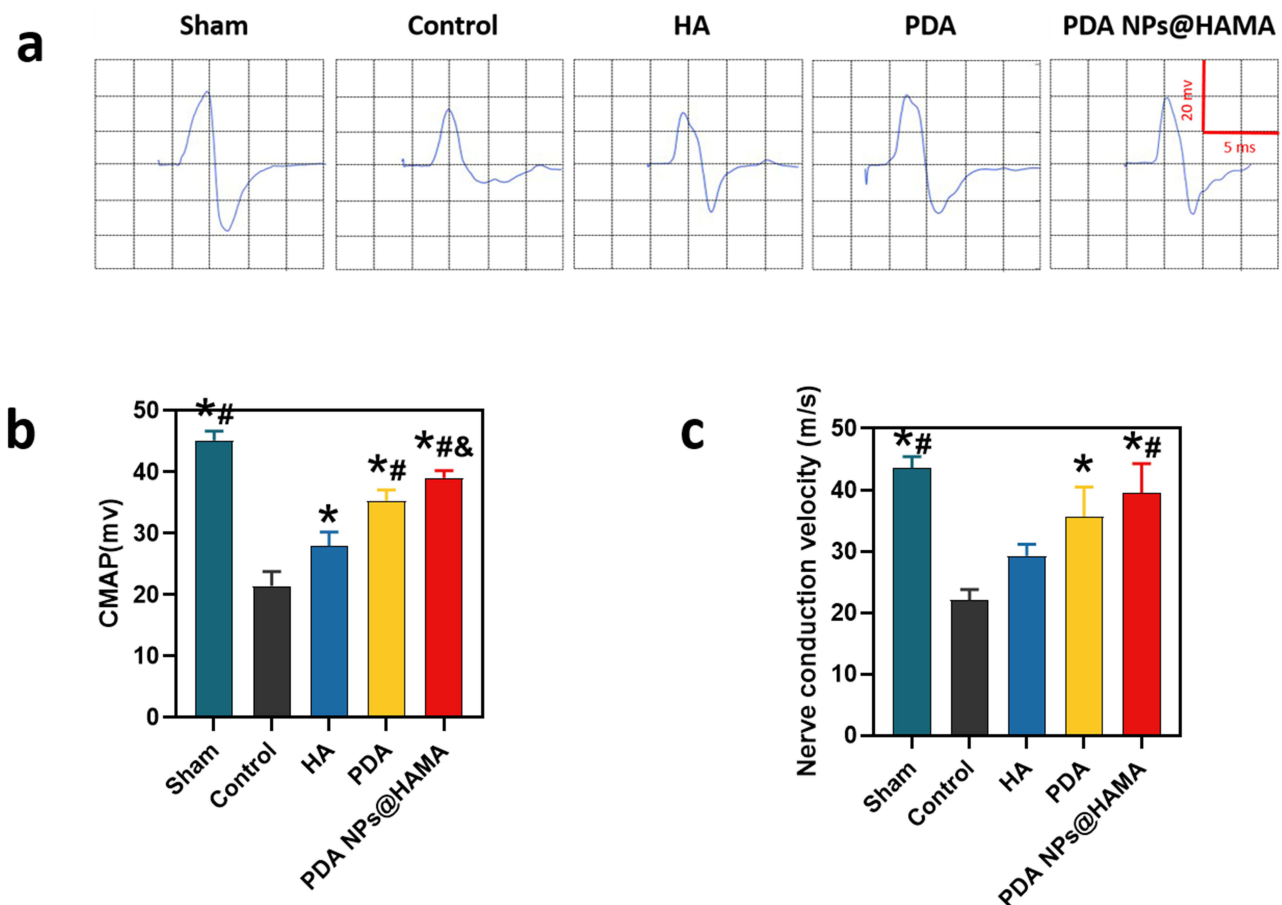 a
Sham Control HA PDA PDA NPs@HAMA
20 mv
5 ms
b
CMAP(mv)
50
40
30
20
10
0
*# * *# *#&
Sham
Control
HA
PDA
PDA NPs@HAMA
c
Nerve conduction velocity (m/s)
50
40
30
20
10
0
*# * *#
Sham
Control
HA
PDA
PDA NPs@HAMA